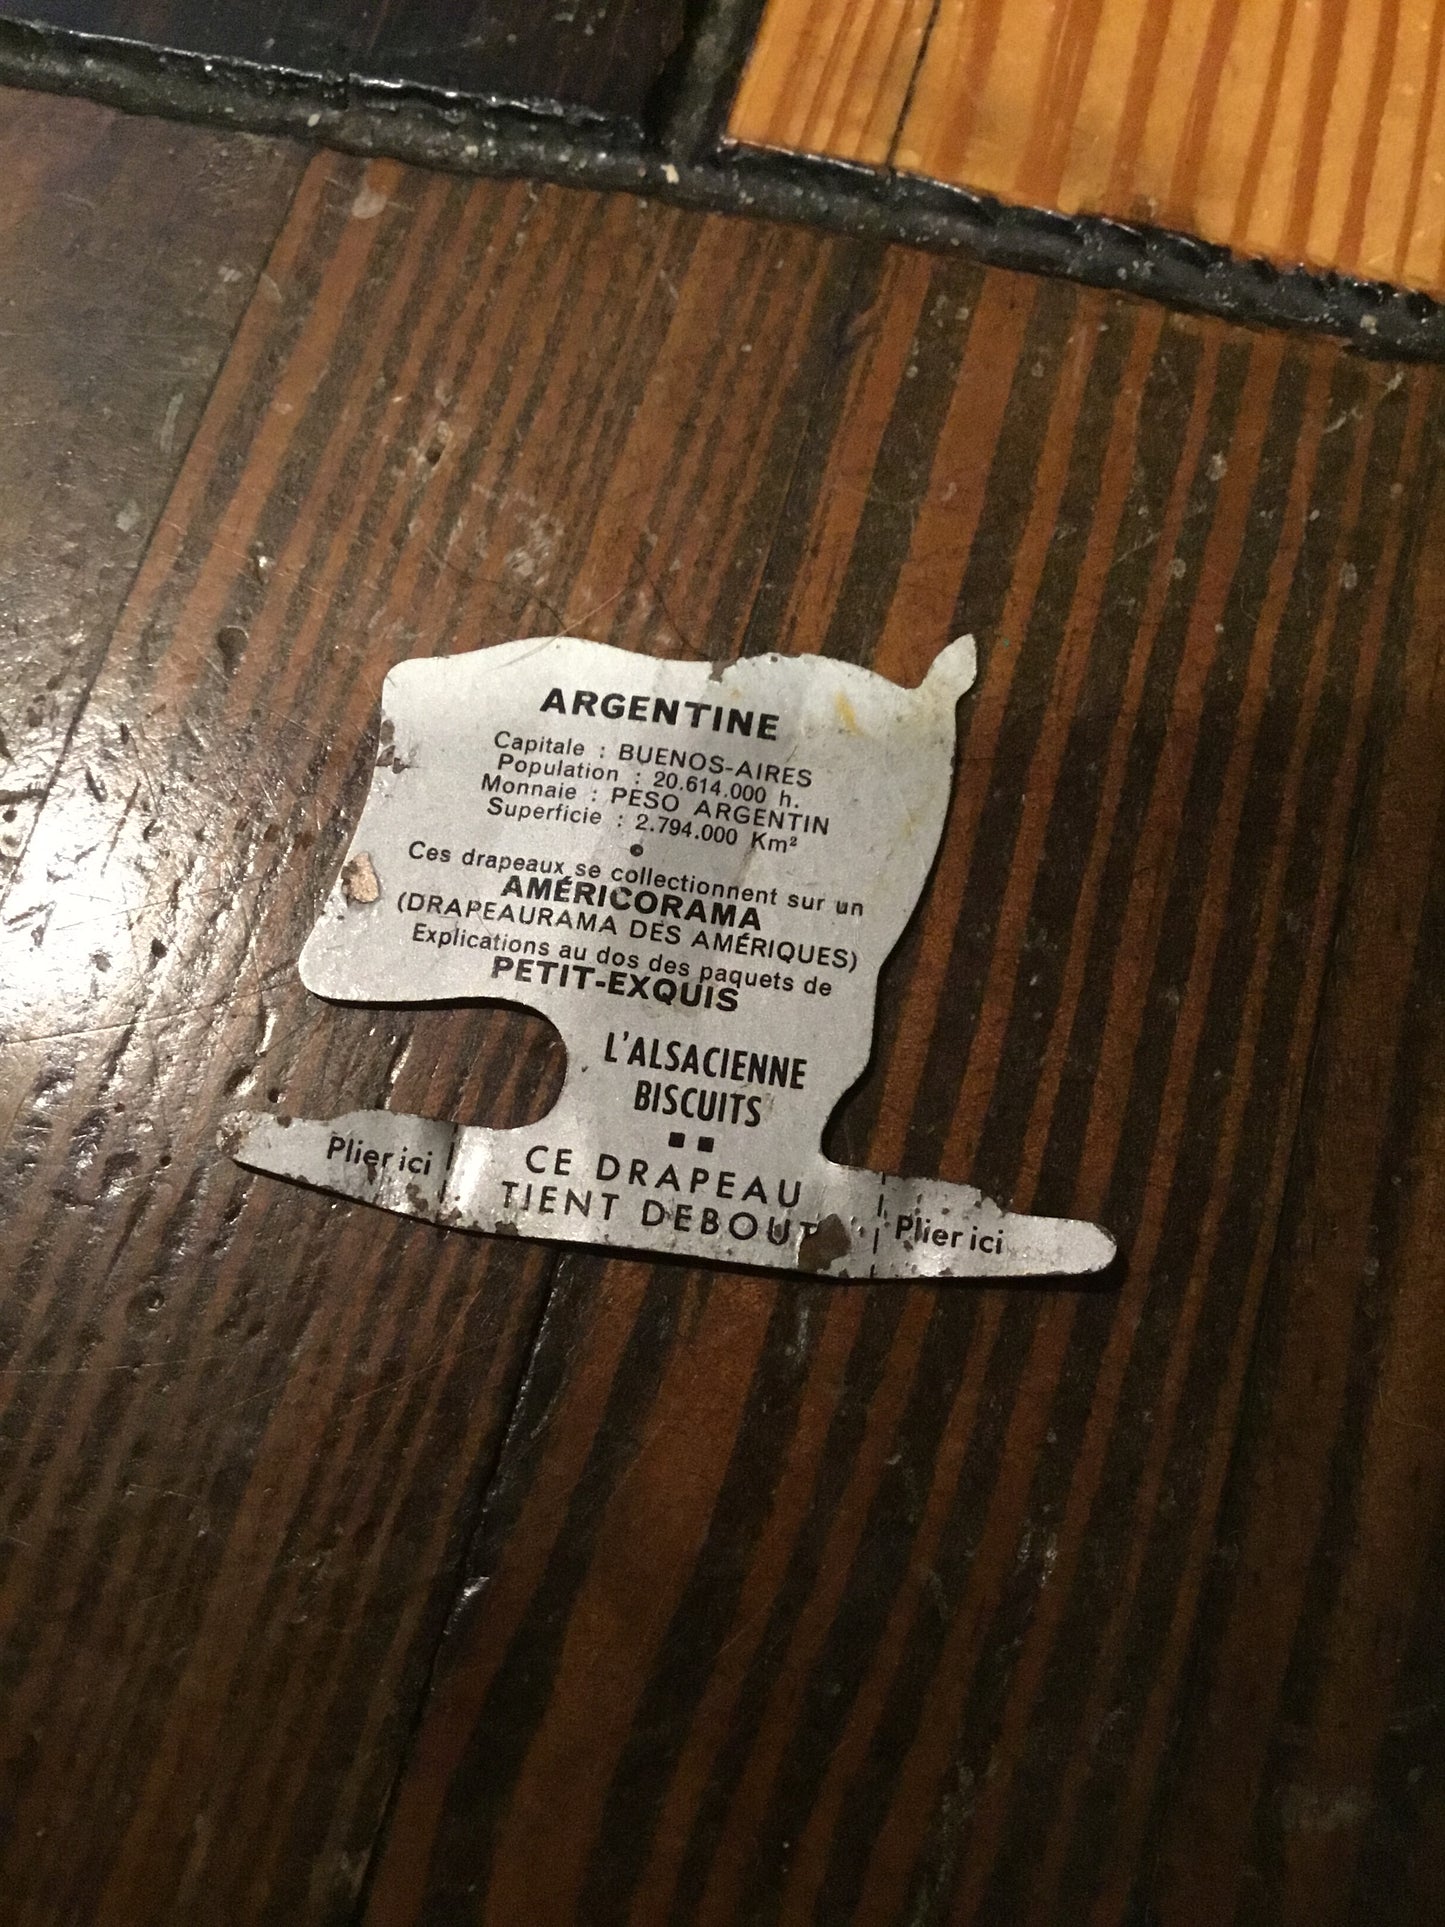 ARGENTINE
Capitale : BUENOS-AIRES
Population : 20.614.000 h.
Monnaie : PESO ARGENTIN
Superficie : 2.794.000 Km²
Ces drapeaux se collectionnent sur un
AMÉRICORAMA
(DRAPEAURAMA DES AMÉRIQUES)
Explications au dos des paquets de
PETIT-EXQUIS
L'ALSACIENNE
BISCUITS
CE DRAPEAU
TIENT DEBOUT
Plier ici
Plier ici